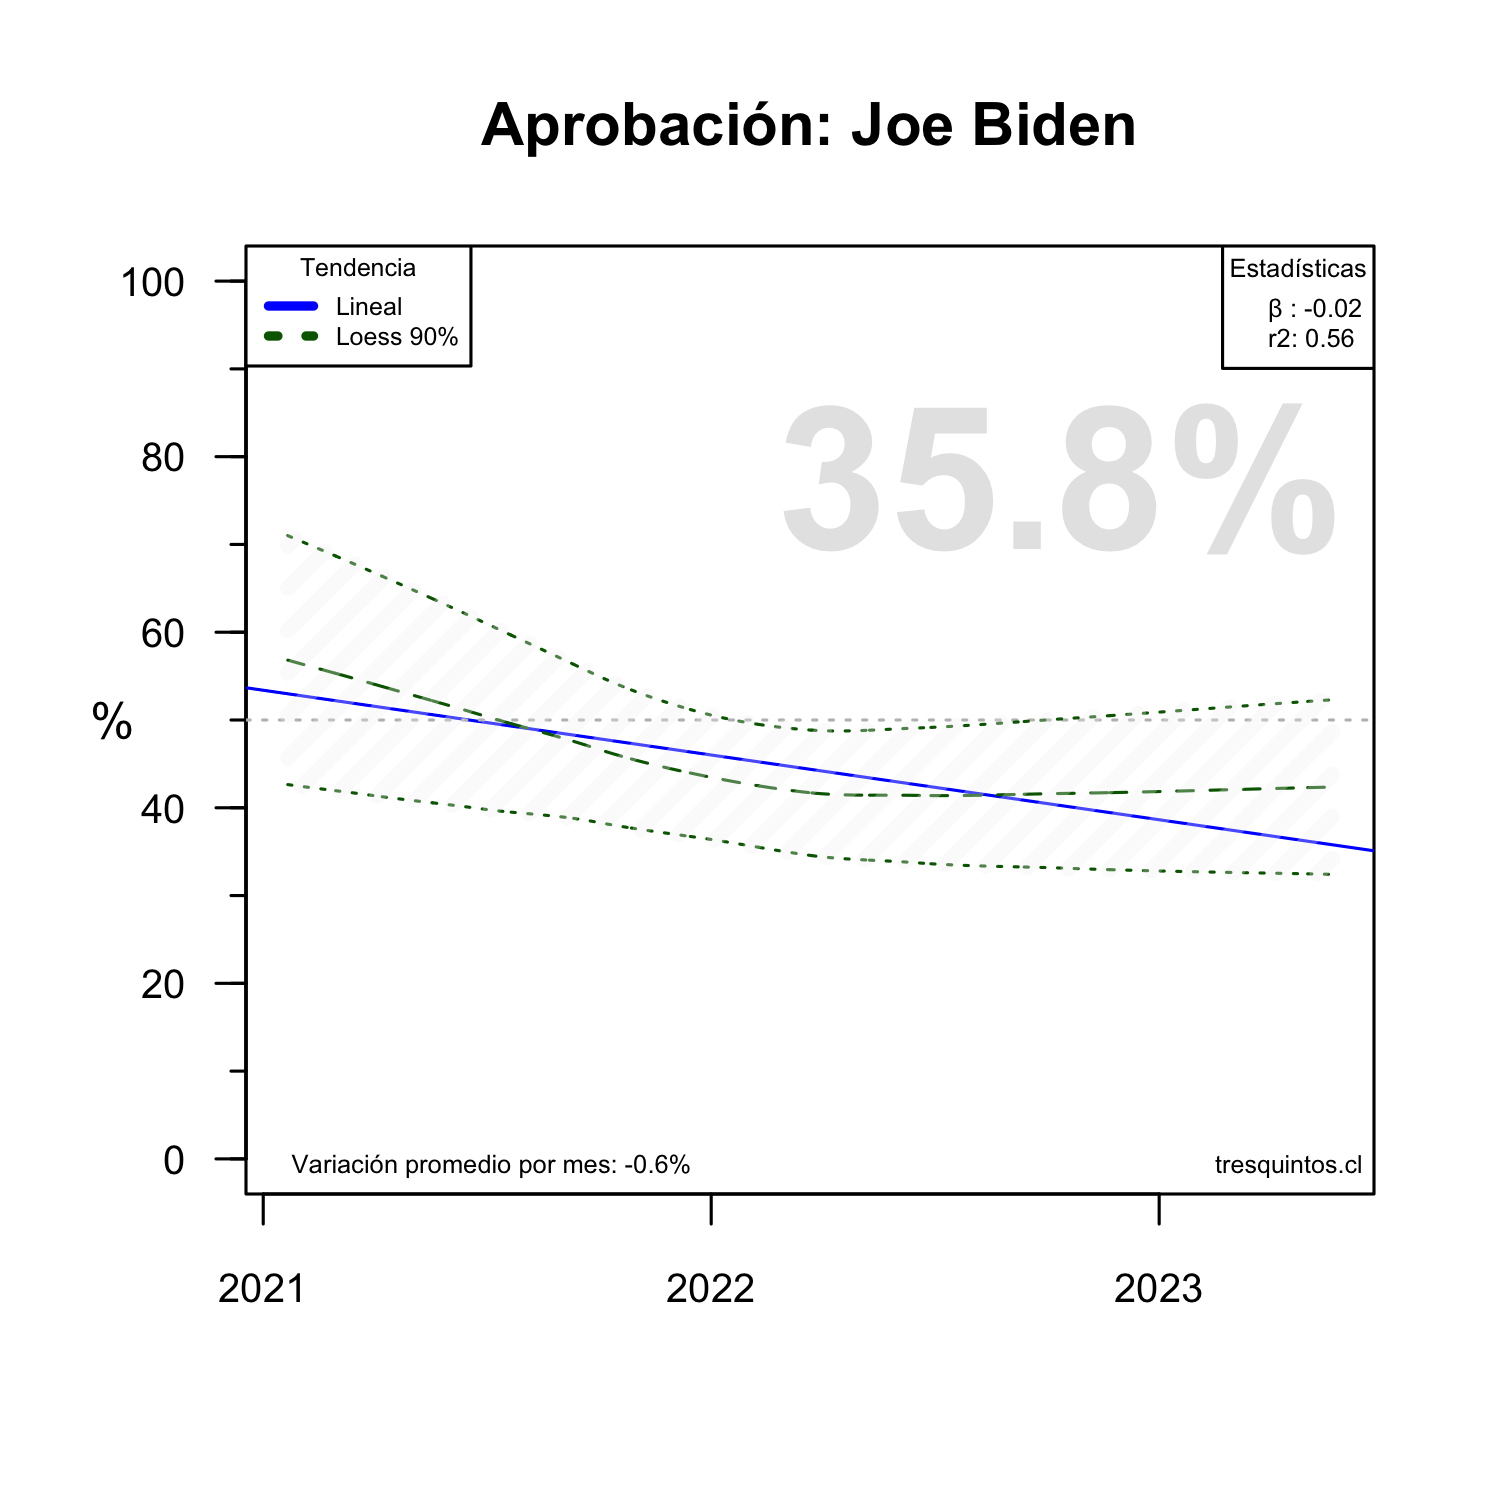 Aprobación: Joe Biden
Tendencia
Lineal
Loess 90%
Estadísticas
β : -0.02
r2: 0.56
35.8%
100
80
60
%
40
20
0
Variación promedio por mes: -0.6%
tresquintos.cl
2021
2022
2023